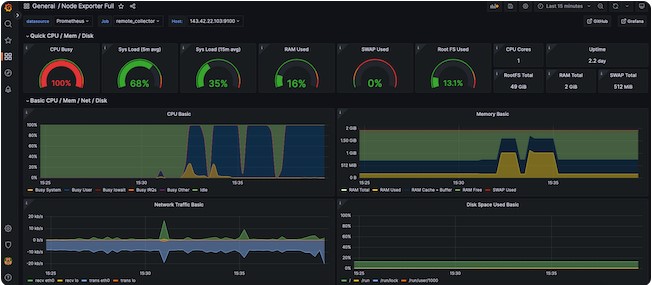 General / Node Exporter Full
Last 15 minutes
datasource Prometheus Job remote_collector Host: 143.42.22.103:9100
GitHub Grafana
Quick CPU / Mem / Disk
CPU Busy Sys Load (5m avg) Sys Load (15m avg) RAM Used SWAP Used Root FS Used CPU Cores Uptime
1 2.2 day
100% 68% 35% 16% 0% 13.1%
RootFS Total RAM Total SWAP Total
49 GiB 2 GiB 512 MiB
Basic CPU / Mem / Net / Disk
CPU Basic
100%
80%
60%
40%
20%
0%
15:25 15:30 15:35
Busy System Busy User Busy Iowait Busy IRQs Busy Other Idle
Memory Basic
2 GiB
1.50 GiB
1 GiB
512 MiB
0 B
15:25 15:30 15:35
RAM Total RAM Used RAM Cache + Buffer RAM Free SWAP Used
Network Traffic Basic
20 kb/s
10 kb/s
0 b/s
-10 kb/s
-20 kb/s
15:25 15:30 15:35
recv eth0 recv lo trans eth0 trans lo
Disk Space Used Basic
100%
80%
60%
40%
20%
0%
15:25 15:30 15:35
/ /run /run/lock /run/user/1000